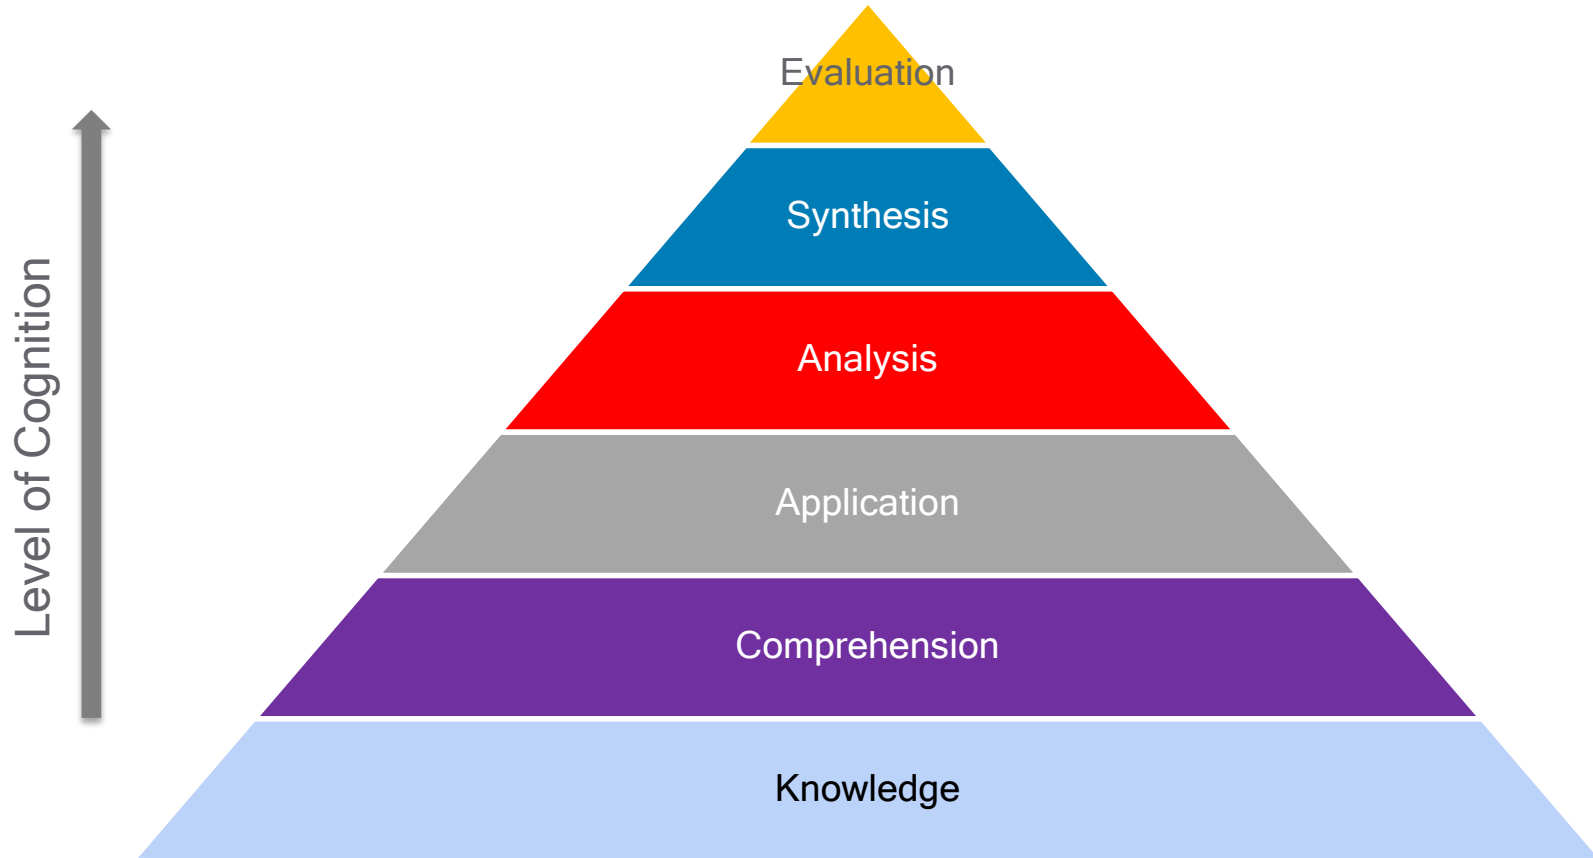 Level of Cognition
Evaluation
Synthesis
Analysis
Application
Comprehension
Knowledge